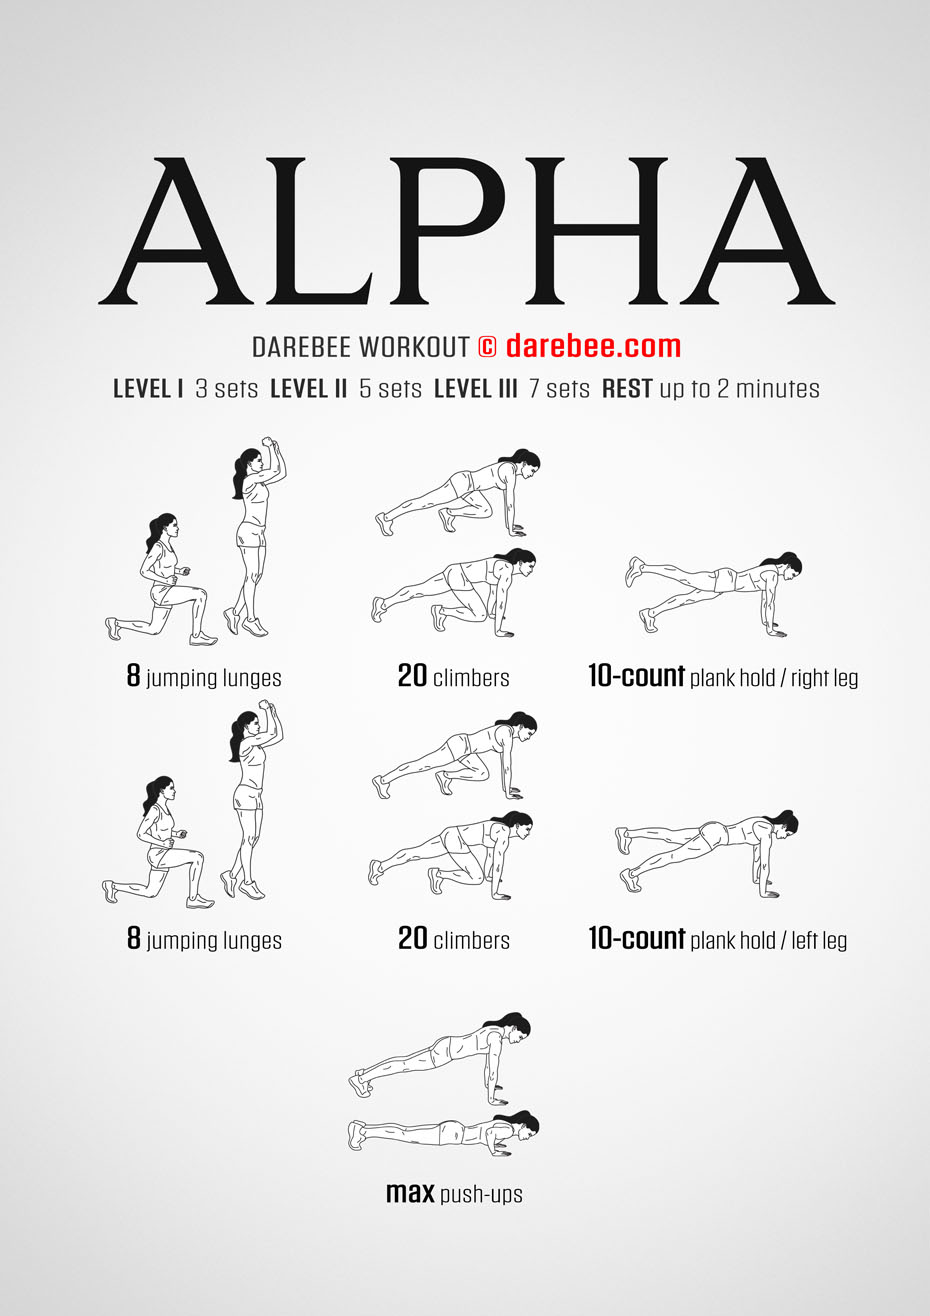 ALPHA
DAREBEE WORKOUT © darebee.com
LEVEL I 3 sets LEVEL II 5 sets LEVEL III 7 sets REST up to 2 minutes
8 jumping lunges
20 climbers
10-count plank hold / right leg
8 jumping lunges
20 climbers
10-count plank hold / left leg
max push-ups